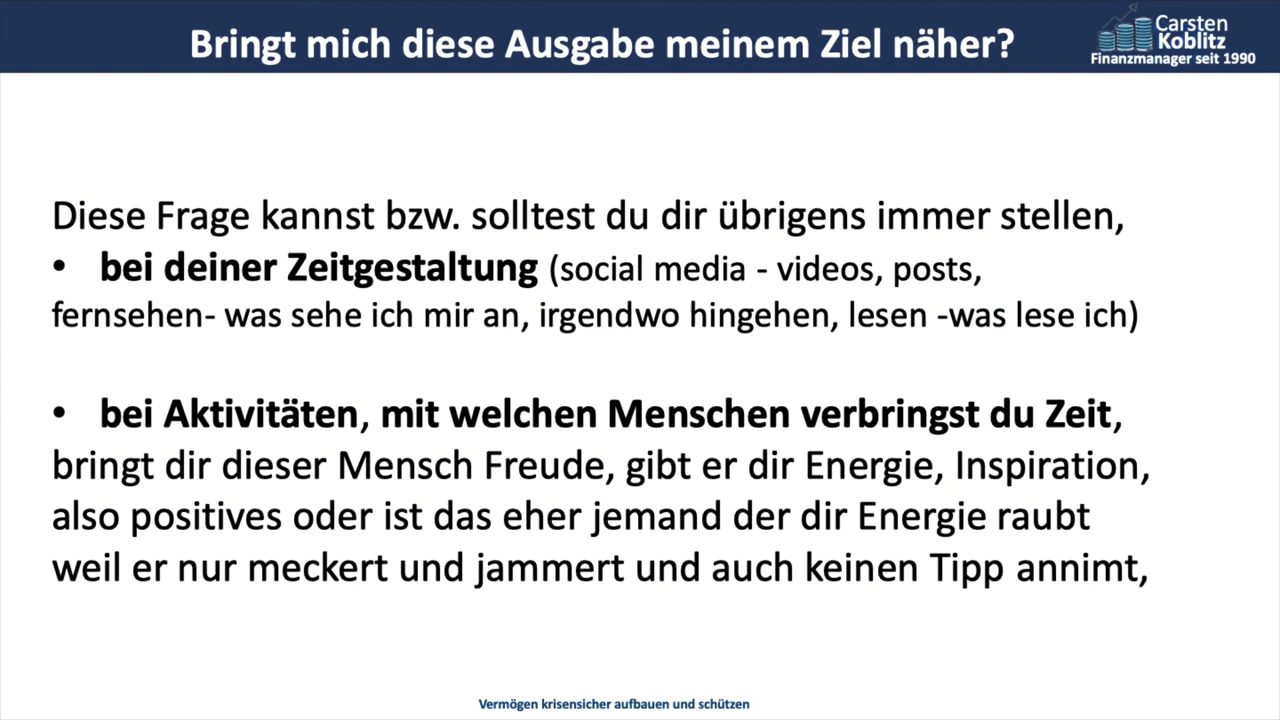 Bringt mich diese Ausgabe meinem Ziel näher?
Carsten
Koblitz
Finanzmanager seit 1990
Diese Frage kannst bzw. solltest du dir übrigens immer stellen,
• bei deiner Zeitgestaltung (social media - videos, posts,
fernsehen- was sehe ich mir an, irgendwo hingehen, lesen -was lese ich)
• bei Aktivitäten, mit welchen Menschen verbringst du Zeit,
bringt dir dieser Mensch Freude, gibt er dir Energie, Inspiration,
also positives oder ist das eher jemand der dir Energie raubt
weil er nur meckert und jammert und auch keinen Tipp annimt,
Vermögen krisensicher aufbauen und schützen